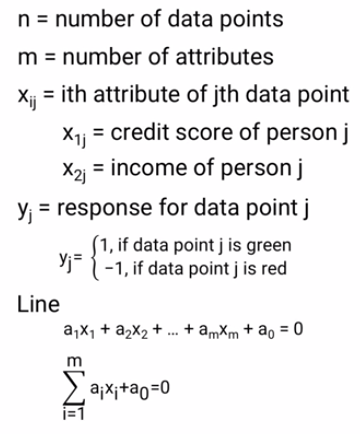 n = number of data points
m = number of attributes
xᵢⱼ = ith attribute of jth data point
x₁ⱼ = credit score of person j
x₂ⱼ = income of person j
yⱼ = response for data point j
yⱼ= {1, if data point j is green
−1, if data point j is red
Line
a₁x₁ + a₂x₂ + ... + aₘxₘ + a₀ = 0
m
∑ aᵢxᵢ+a₀=0
i=1